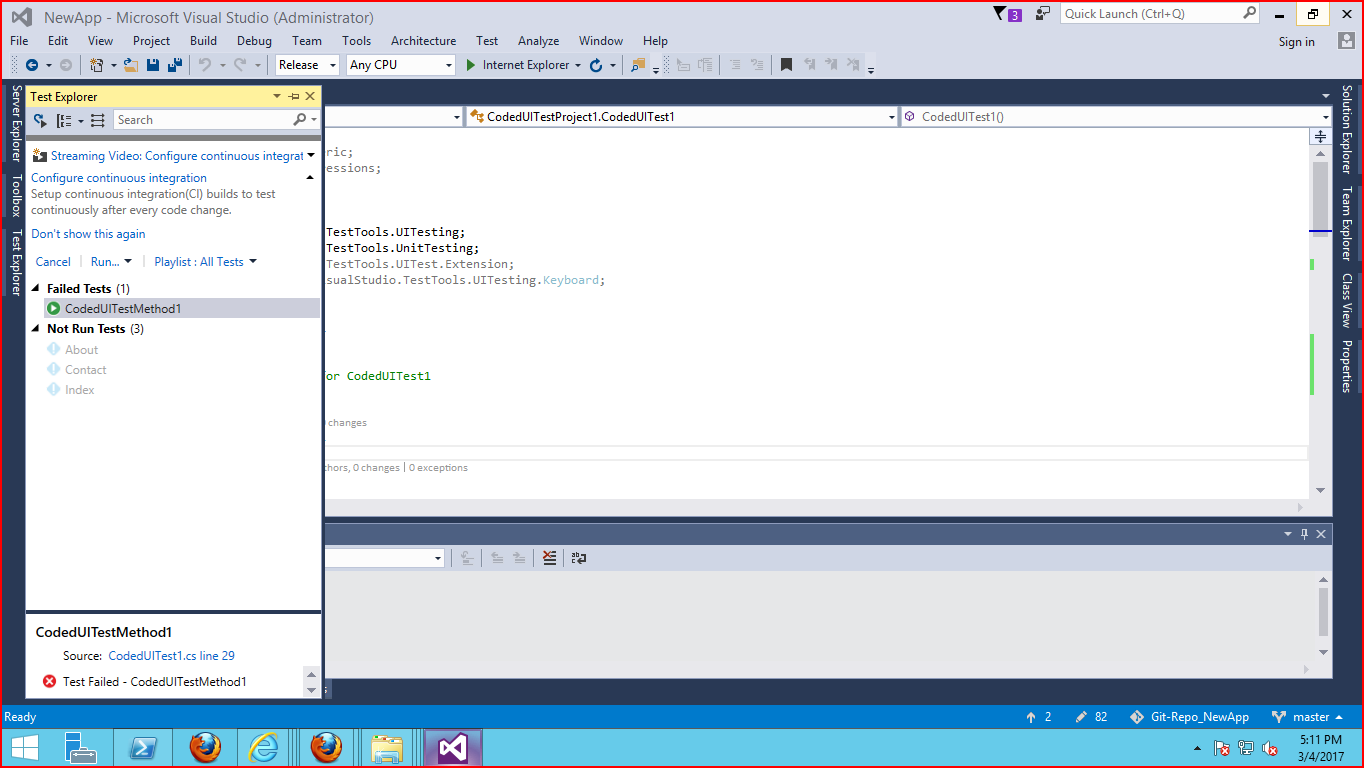 NewApp - Microsoft Visual Studio (Administrator)
3
Quick Launch (Ctrl+Q)
File Edit View Project Build Debug Team Tools Architecture Test Analyze Window Help
Sign in
Release
Any CPU
Internet Explorer
Server Explorer
Toolbox
Test Explorer
Test Explorer
Search
Streaming Video: Configure continuous integrat
Configure continuous integration
Setup continuous integration(CI) builds to test
continuously after every code change.
Don't show this again
Cancel Run... Playlist : All Tests
Failed Tests (1)
CodedUITestMethod1
Not Run Tests (3)
About
Contact
Index
CodedUITestMethod1
Source: CodedUITest1.cs line 29
Test Failed - CodedUITestMethod1
CodedUITestProject1.CodedUITest1
CodedUITest1()
ric;
essions;
TestTools.UITesting;
TestTools.UnitTesting;
TestTools.UITest.Extension;
sualStudio.TestTools.UITesting.Keyboard;
or CodedUITest1
changes
hors, 0 changes | 0 exceptions
Solution Explorer
Team Explorer
Class View
Properties
Ready
2 82 Git-Repo_NewApp master
5:11 PM
3/4/2017